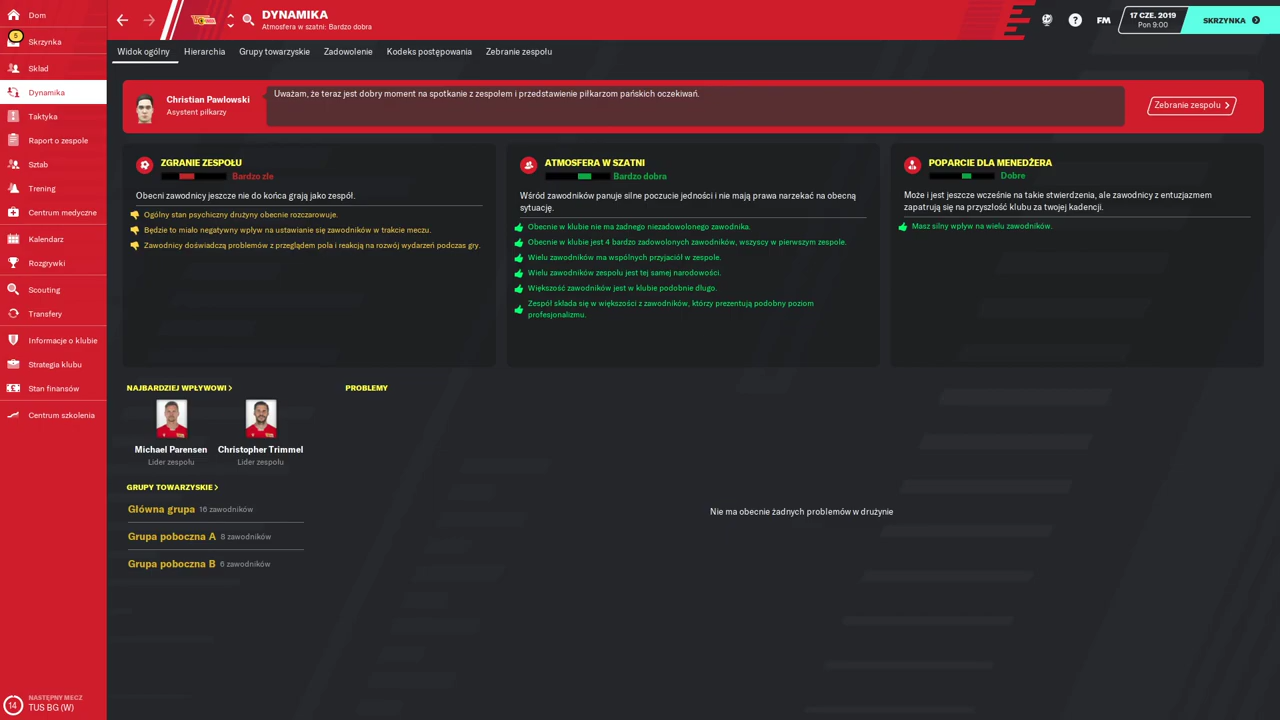 Dom
5
Skrzynka
Skład
Dynamika
Taktyka
Raport o zespole
Sztab
Trening
Centrum medyczne
Kalendarz
Rozgrywki
Scouting
Transfery
Informacje o klubie
Strategia klubu
Stan finansów
Centrum szkolenia
14
NASTĘPNY MECZ
TUS BG (W)
DYNAMIKA
Atmosfera w szatni: Bardzo dobra
?
FM
17 CZE. 2019
Pon 9:00
SKRZYNKA
Widok ogólny
Hierarchia
Grupy towarzyskie
Zadowolenie
Kodeks postępowania
Zebranie zespołu
Christian Pawlowski
Asystent piłkarzy
Uważam, że teraz jest dobry moment na spotkanie z zespołem i przedstawienie piłkarzom pańskich oczekiwań.
Zebranie zespołu
ZGRANIE ZESPOŁU
Bardzo złe
Obecni zawodnicy jeszcze nie do końca grają jako zespół.
Ogólny stan psychiczny drużyny obecnie rozczarowuje.
Będzie to miało negatywny wpływ na ustawianie się zawodników w trakcie meczu.
Zawodnicy doświadczą problemów z przeglądem pola i reakcją na rozwój wydarzeń podczas gry.
ATMOSFERA W SZATNI
Bardzo dobra
Wśród zawodników panuje silne poczucie jedności i nie mają prawa narzekać na obecną
sytuację.
Obecnie w klubie nie ma żadnego niezadowolonego zawodnika.
Obecnie w klubie jest 4 bardzo zadowolonych zawodników, wszyscy w pierwszym zespole.
Wielu zawodników ma wspólnych przyjaciół w zespole.
Wielu zawodników zespołu jest tej samej narodowości.
Większość zawodników jest w klubie podobnie długo.
Zespół składa się w większości z zawodników, którzy prezentują podobny poziom
profesjonalizmu.
POPARCIE DLA MENEDŻERA
Dobre
Może i jest jeszcze wcześnie na takie stwierdzenia, ale zawodnicy z entuzjazmem
zapatrują się na przyszłość klubu za twojej kadencji.
Masz silny wpływ na wielu zawodników.
NAJBARDZIEJ WPŁYWOWI
Michael Parensen
Lider zespołu
Christopher Trimmel
Lider zespołu
GRUPY TOWARZYSKIE
Główna grupa 16 zawodników
Grupa poboczna A 8 zawodników
Grupa poboczna B 6 zawodników
PROBLEMY
Nie ma obecnie żadnych problemów w drużynie